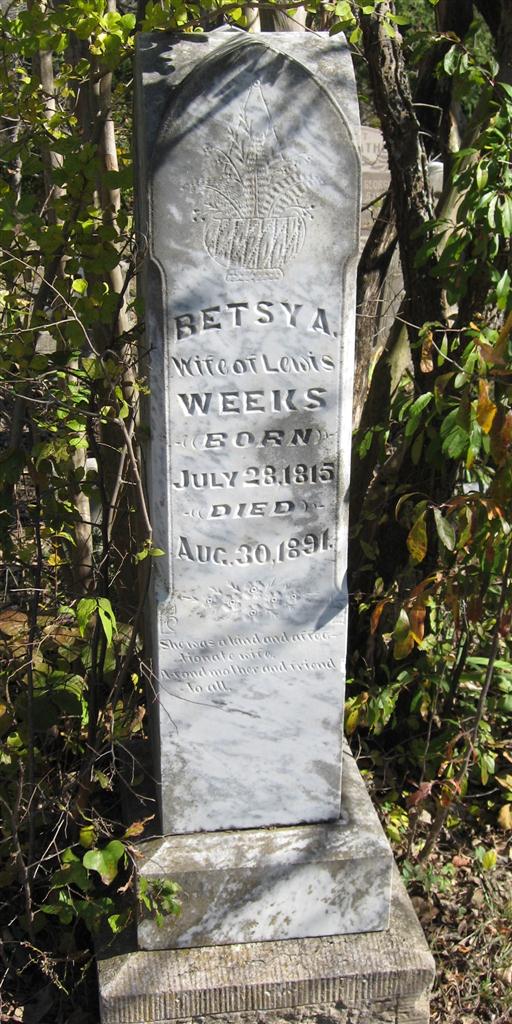 BETSY A.
Wife of Lewis
WEEKS
BORN
JULY 28, 1815
DIED
AUG. 30, 1891.
She was a kind and affec-
tionate wife,
A fond mother and friend
to all.
TH